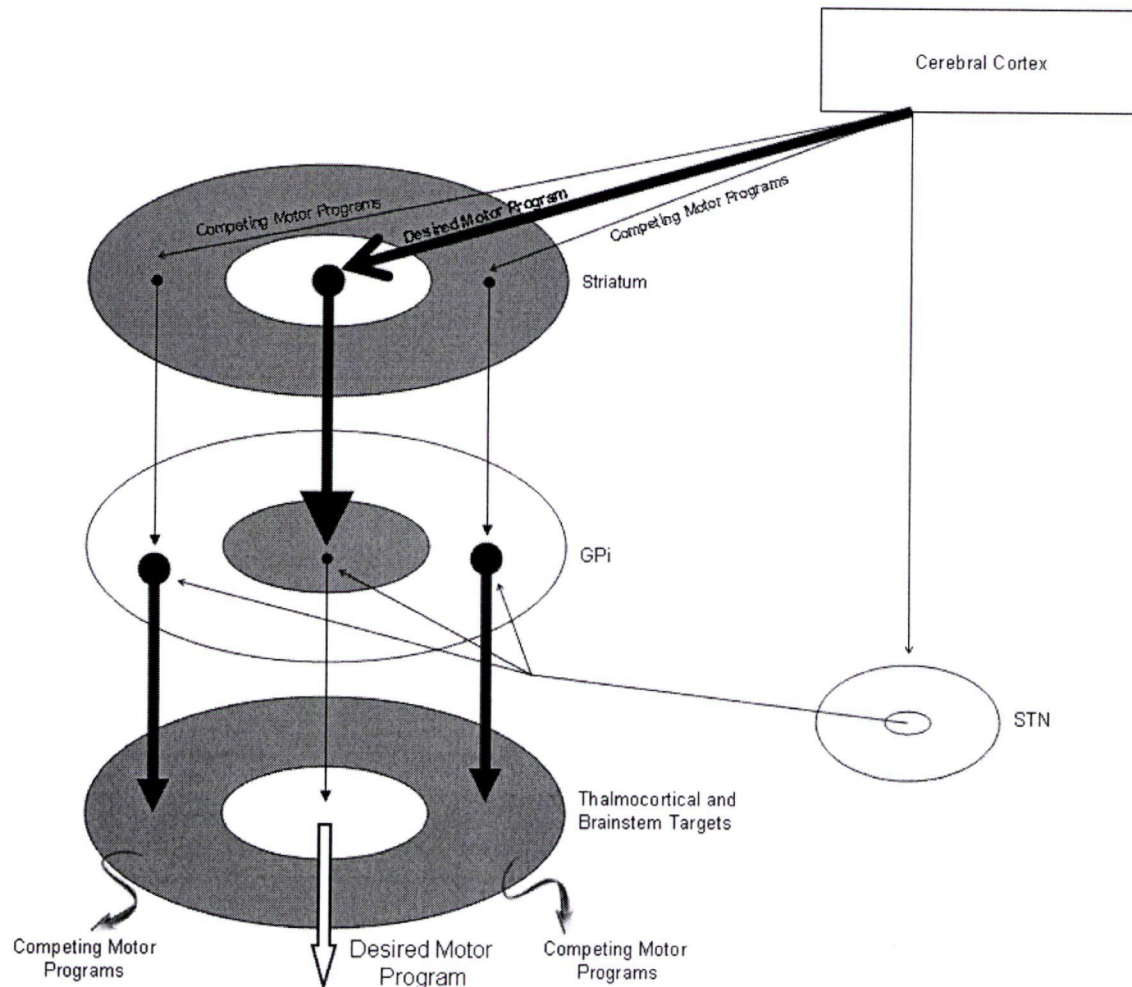 Cerebral Cortex
Competing Motor Programs
Desired Motor Program
Competing Motor Programs
Striatum
GPi
STN
Thalmocortical and
Brainstem Targets
Competing Motor
Programs
Desired Motor
Program
Competing Motor
Programs